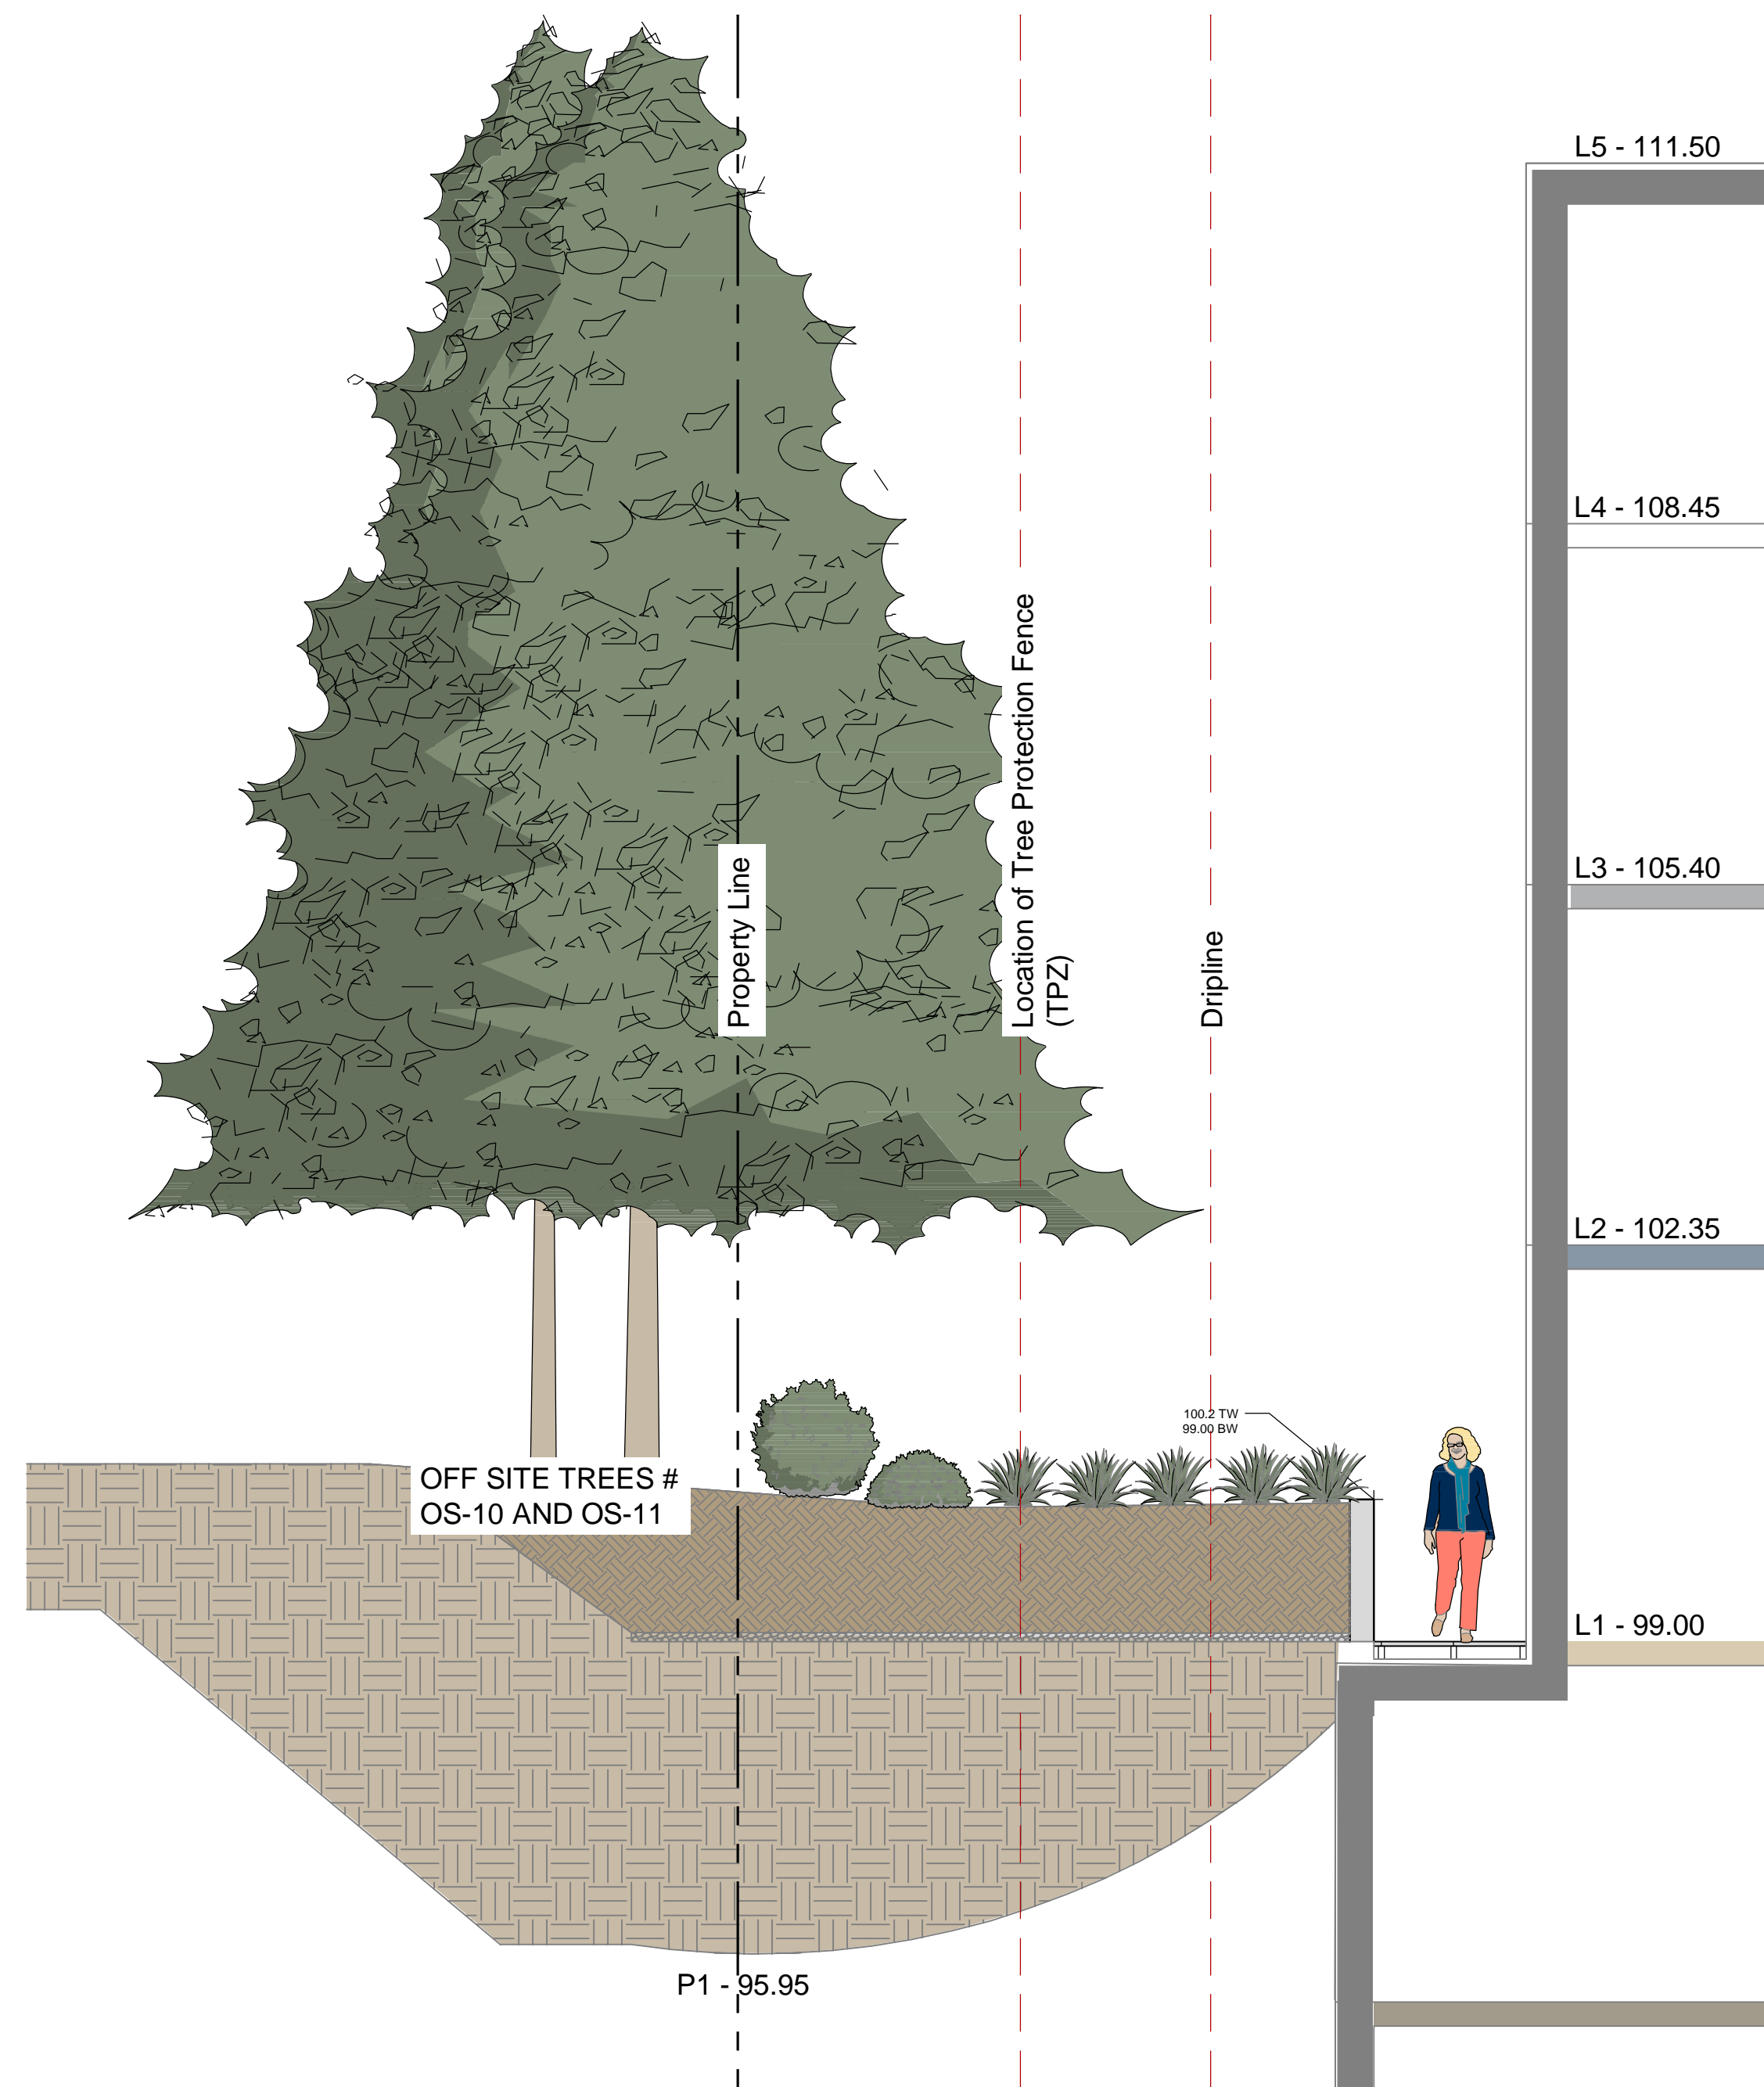 L5 - 111.50
L4 - 108.45
Location of Tree Protection Fence
(TPZ)
Property Line
Dripline
L3 - 105.40
L2 - 102.35
100.2 TW
99.00 BW
OFF SITE TREES #
OS-10 AND OS-11
L1 - 99.00
P1 - 95.95